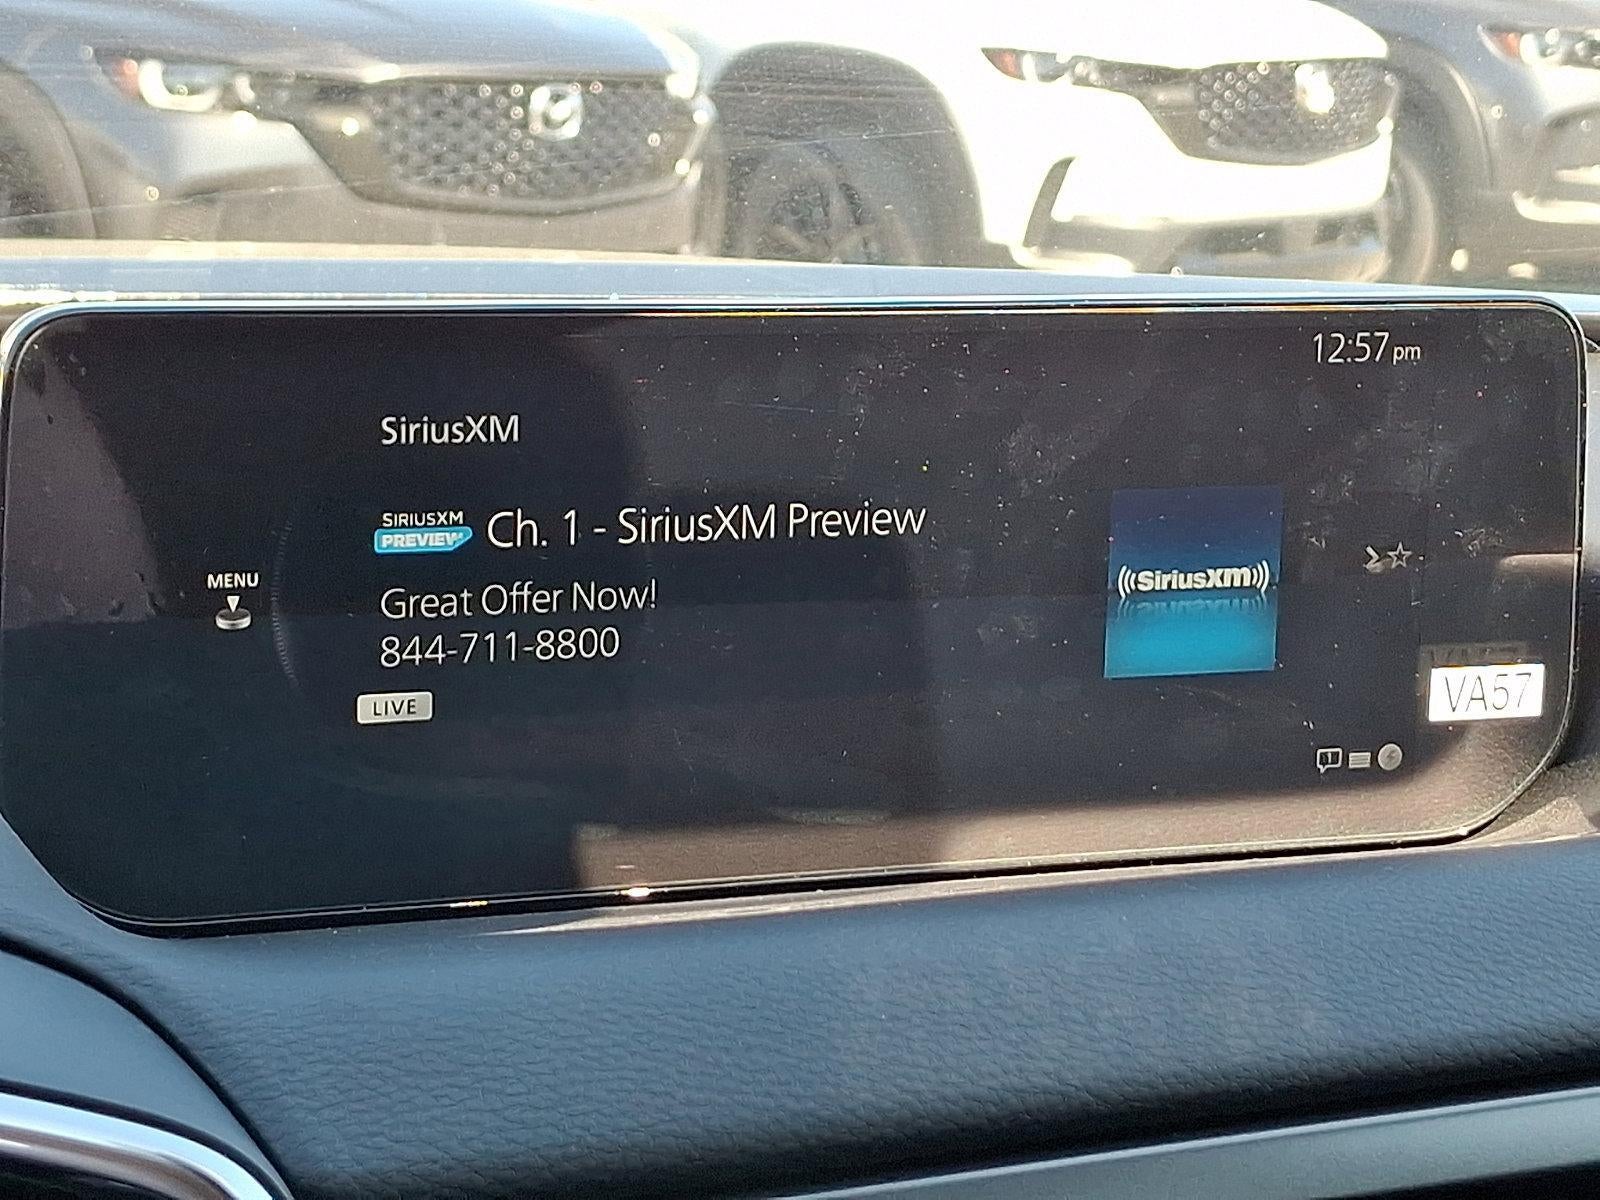 12:57 pm
SiriusXM
SIRIUSXM
PREVIEW
Ch. 1 - SiriusXM Preview
Great Offer Now!
844-711-8800
MENU
LIVE
((SiriusXM))
VA57
1